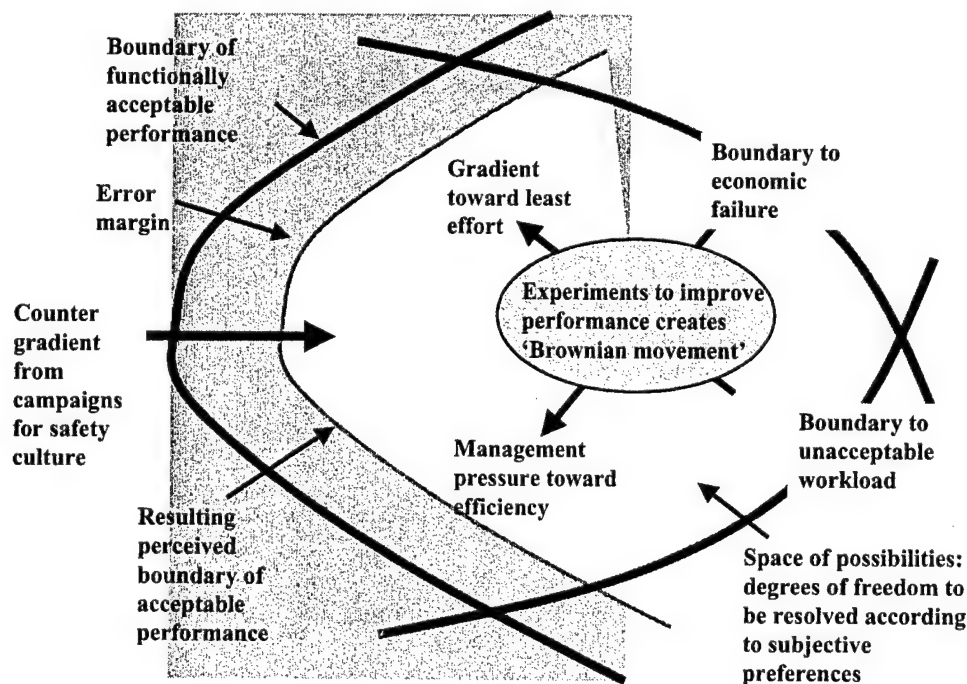 Boundary of
functionally
acceptable
performance
Error
margin
Counter
gradient
from
campaigns
for safety
culture
Resulting
perceived
boundary of
acceptable
performance
Gradient
toward least
effort
Experiments to improve
performance creates
‘Brownian movement’
Management
pressure toward
efficiency
Boundary to
economic
failure
Boundary to
unacceptable
workload
Space of possibilities:
degrees of freedom to
be resolved according
to subjective
preferences